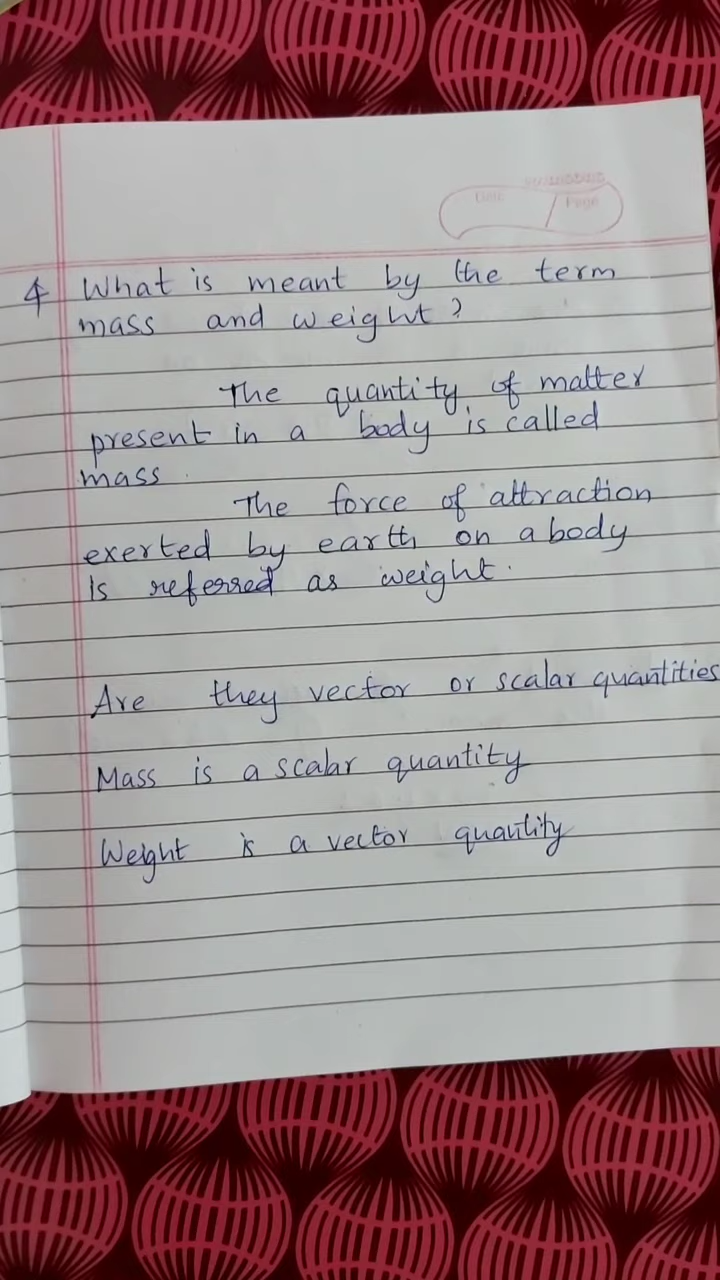 Date Page
4 What is meant by the term
mass and weight?
The quantity of matter
present in a body is called
mass.
The force of attraction
exerted by earth on a body
is referred as weight.
Are they vector or scalar quantities
Mass is a scalar quantity
Weight is a vector quantity